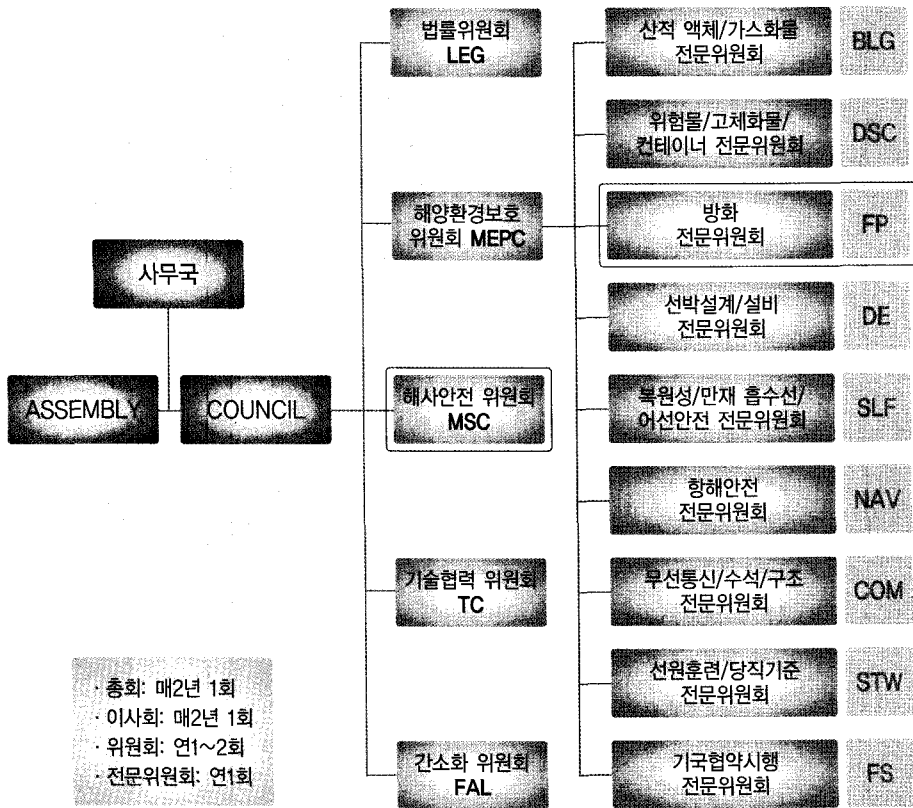 사무국
ASSEMBLY
COUNCIL
법률위원회
LEG
해양환경보호
위원회 MEPC
해사안전 위원회
MSC
기술협력 위원회
TC
간소화 위원회
FAL
산적 액체/가스화물
전문위원회
BLG
위험물/고체화물/
컨테이너 전문위원회
DSC
방화
전문위원회
FP
선박설계/설비
전문위원회
DE
복원성/만재 흘수선/
어선안전 전문위원회
SLF
항해안전
전문위원회
NAV
무선통신/수석/구조
전문위원회
COM
선원훈련/당직기준
전문위원회
STW
기국협약시행
전문위원회
FS
· 총회: 매2년 1회
· 이사회: 매2년 1회
· 위원회: 연1~2회
· 전문위원회: 연1회